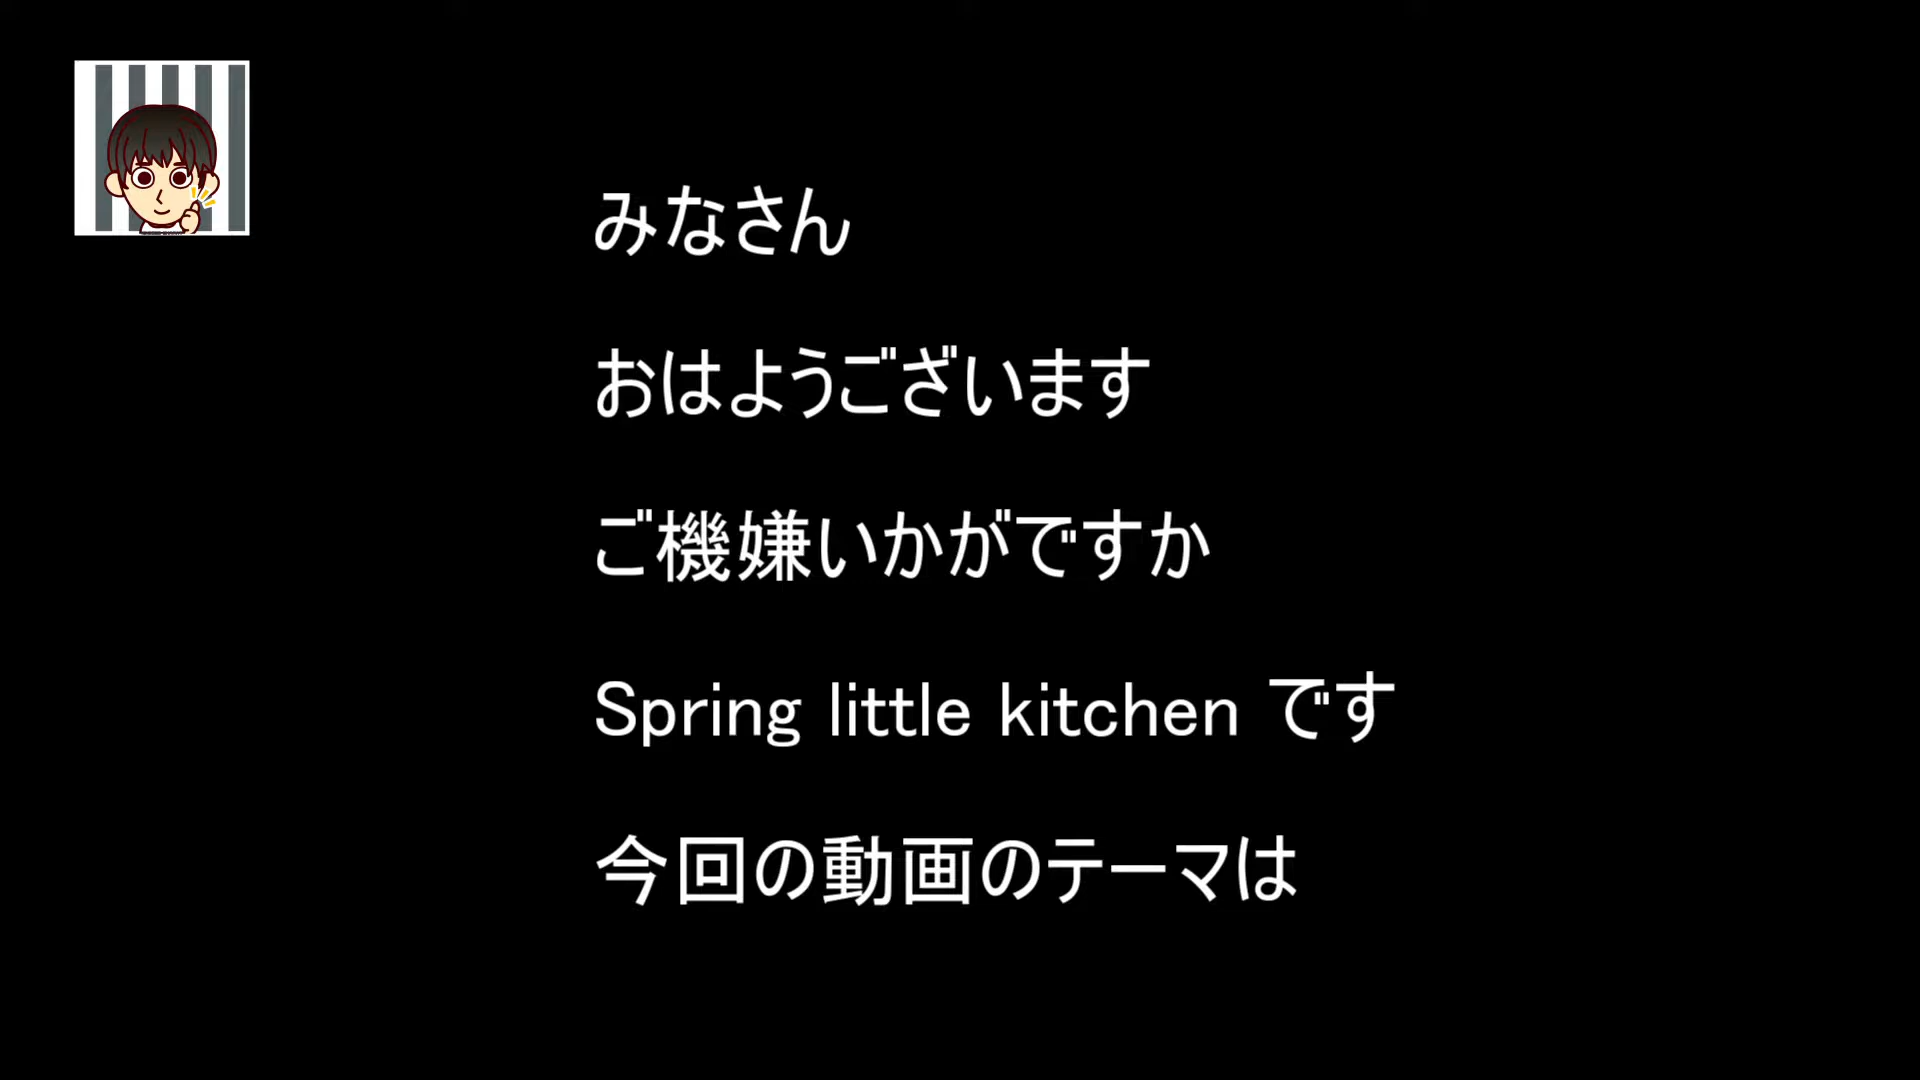 みなさん
おはようございます
ご機嫌いかがですか
Spring little kitchen です
今回の動画のテーマは